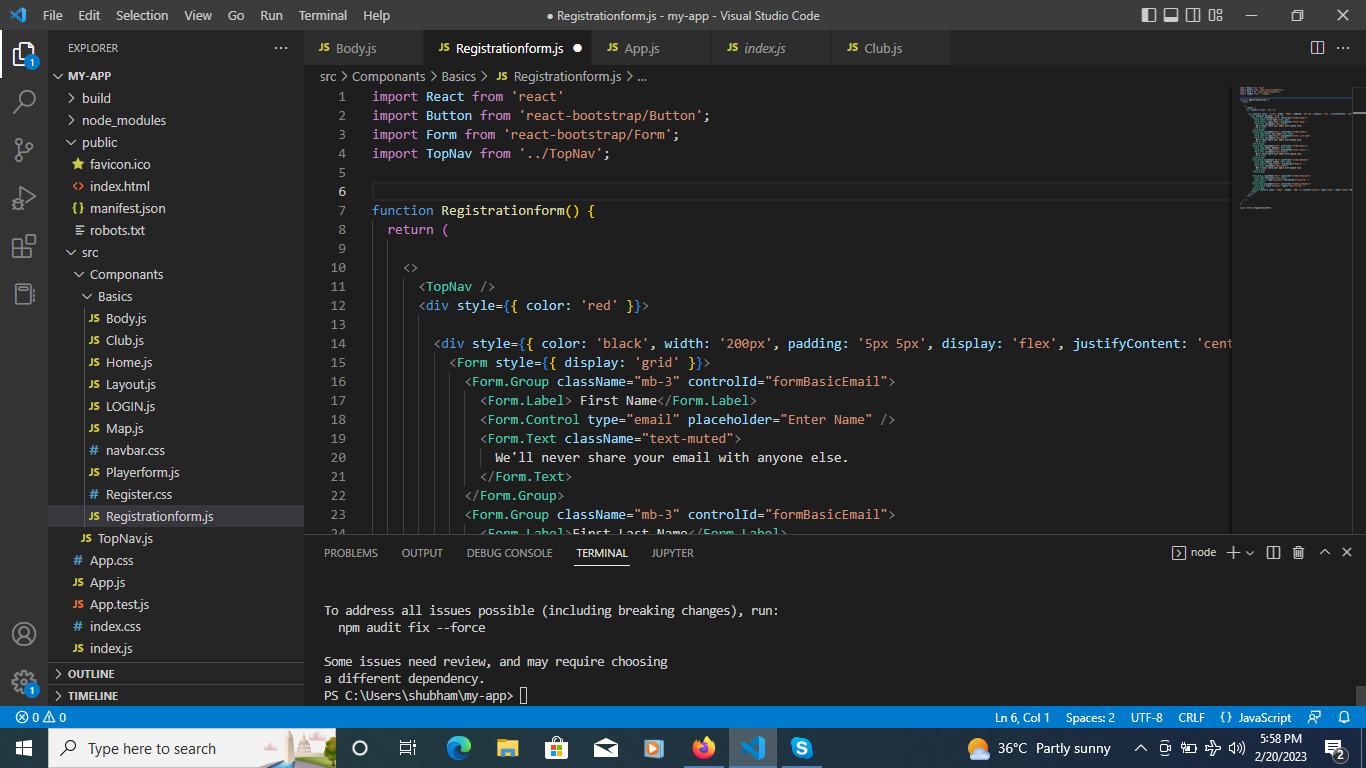 File Edit Selection View Go Run Terminal Help
● Registrationform.js - my-app - Visual Studio Code
EXPLORER
MY-APP
build
node_modules
public
favicon.ico
index.html
manifest.json
robots.txt
src
Componants
Basics
JS Body.js
JS Club.js
JS Home.js
JS Layout.js
JS LOGIN.js
JS Map.js
# navbar.css
JS Playerform.js
# Register.css
JS Registrationform.js
JS TopNav.js
# App.css
JS App.js
JS App.test.js
# index.css
JS index.js
OUTLINE
TIMELINE
1
1
JS Body.js JS Registrationform.js ● JS App.js JS index.js JS Club.js
src > Componants > Basics > JS Registrationform.js > ...
1 import React from 'react'
2 import Button from 'react-bootstrap/Button';
3 import Form from 'react-bootstrap/Form';
4 import TopNav from '../TopNav';
5
6
7 function Registrationform() {
8 return (
9
10 <>
11 <TopNav />
12 <div style={{ color: 'red' }}>
13
14 <div style={{ color: 'black', width: '200px', padding: '5px 5px', display: 'flex', justifyContent: 'cent
15 <Form style={{ display: 'grid' }}>
16 <Form.Group className="mb-3" controlId="formBasicEmail">
17 <Form.Label> First Name</Form.Label>
18 <Form.Control type="email" placeholder="Enter Name" />
19 <Form.Text className="text-muted">
20 We'll never share your email with anyone else.
21 </Form.Text>
22 </Form.Group>
23 <Form.Group className="mb-3" controlId="formBasicEmail">
24 <Form.Label>First Last Name</Form.Label>
PROBLEMS OUTPUT DEBUG CONSOLE TERMINAL JUPYTER
node
To address all issues possible (including breaking changes), run:
npm audit fix --force
Some issues need review, and may require choosing
a different dependency.
PS C:\Users\shubham\my-app>
0 0
Ln 6, Col 1 Spaces: 2 UTF-8 CRLF {} JavaScript
Type here to search
36°C Partly sunny
5:58 PM
2/20/2023
2